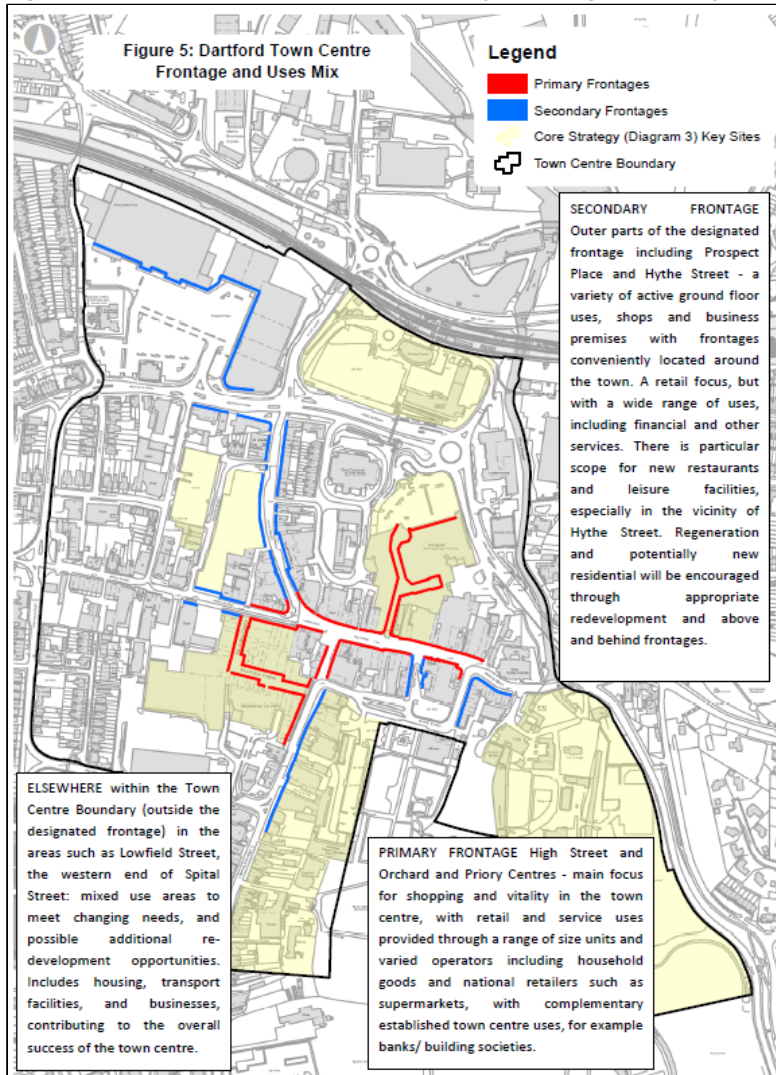 Figure 5: Dartford Town Centre
Frontage and Uses Mix
Legend
Primary Frontages
Secondary Frontages
Core Strategy (Diagram 3) Key Sites
Town Centre Boundary
SECONDARY FRONTAGE
Outer parts of the designated
frontage including Prospect
Place and Hythe Street - a
variety of active ground floor
uses, shops and business
premises with frontages
conveniently located around
the town. A retail focus, but
with a wide range of uses,
including financial and other
services. There is particular
scope for new restaurants
and leisure facilities,
especially in the vicinity of
Hythe Street. Regeneration
and potentially new
residential will be encouraged
through appropriate
redevelopment and above
and behind frontages.
ELSEWHERE within the Town
Centre Boundary (outside the
designated frontage) in the
areas such as Lowfield Street,
the western end of Spital
Street: mixed use areas to
meet changing needs, and
possible additional re-
development opportunities.
Includes housing, transport
facilities, and businesses,
contributing to the overall
success of the town centre.
PRIMARY FRONTAGE High Street and
Orchard and Priory Centres - main
focus for shopping and vitality in the
town centre, with retail and service uses
provided through a range of size units and
varied operators including household
goods and national retailers such as
supermarkets, with complementary
established town centre uses, for example
banks/ building societies.